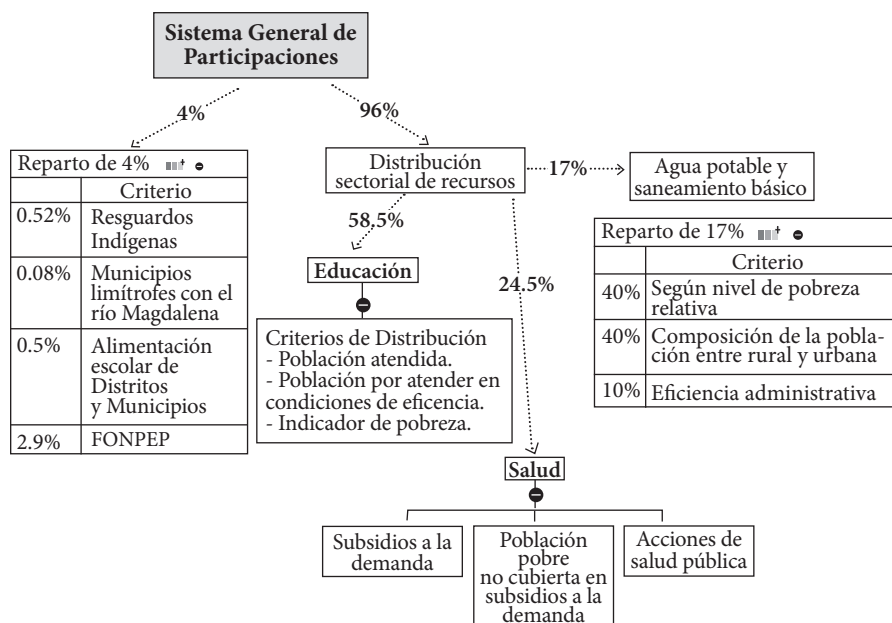 Sistema General de
Participaciones
4%
96%
Reparto de 4%
Criterio
0.52%
Resguardos
Indígenas
0.08%
Municipios
limítrofes con el
río Magdalena
0.5%
Alimentación
escolar de
Distritos
y Municipios
2.9%
FONPEP
Distribución
sectorial de recursos
17%
Agua potable y
saneamiento básico
Reparto de 17%
Criterio
40%
Según nivel de pobreza
relativa
40%
Composición de la pobla-
ción entre rural y urbana
10%
Eficiencia administrativa
58.5%
Educación
Criterios de Distribución
- Población atendida.
- Población por atender en
condiciones de eficencia.
- Indicador de pobreza.
24.5%
Salud
Subsidios a la
demanda
Población
pobre
no cubierta en
subsidios a la
demanda
Acciones de
salud pública